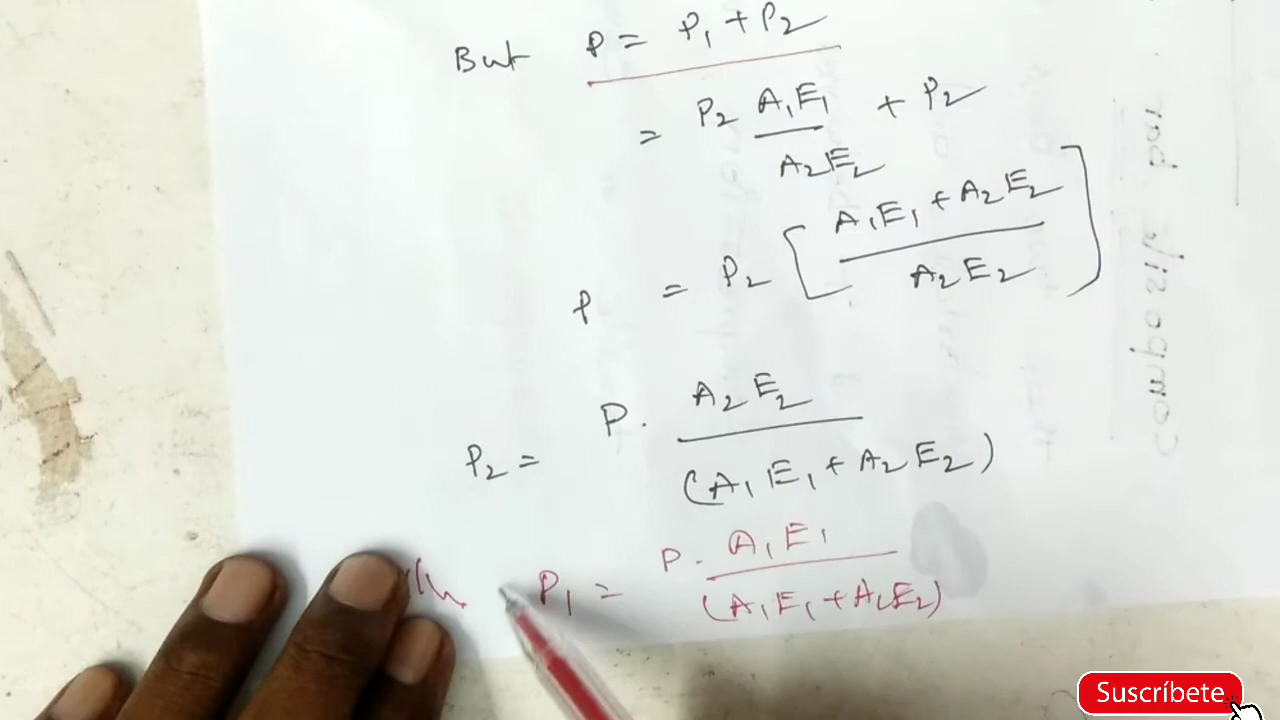 But P = P₁ + P₂
= P₂ A₁E₁ / A₂E₂ + P₂
P = P₂ [ A₁E₁ + A₂E₂ / A₂E₂ ]
P₂ = P. A₂E₂ / (A₁E₁ + A₂E₂)
P₁ = P. A₁E₁ / (A₁E₁ + A₂E₂)
Suscríbete